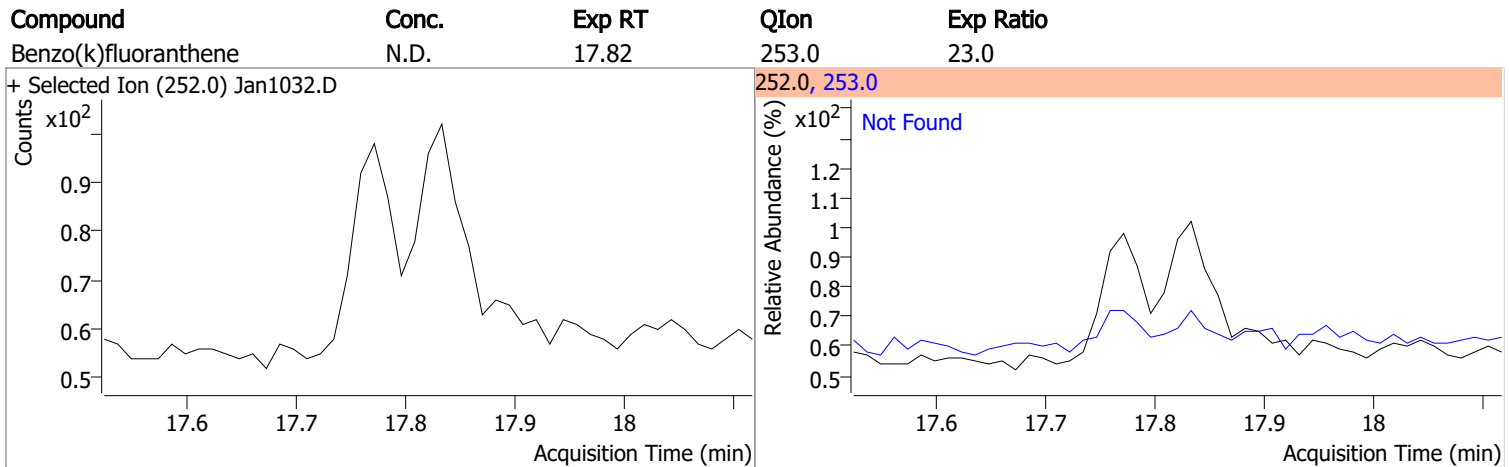 Compound Conc. Exp RT QIon Exp Ratio
Benzo(k)fluoranthene N.D. 17.82 253.0 23.0
+ Selected Ion (252.0) Jan1032.D
Counts
x10²
0.9
0.8
0.7
0.6
0.5
17.6 17.7 17.8 17.9 18
Acquisition Time (min)
252.0, 253.0
Relative Abundance (%)
x10²
Not Found
1.2
1.1
1
0.9
0.8
0.7
0.6
0.5
17.6 17.7 17.8 17.9 18
Acquisition Time (min)